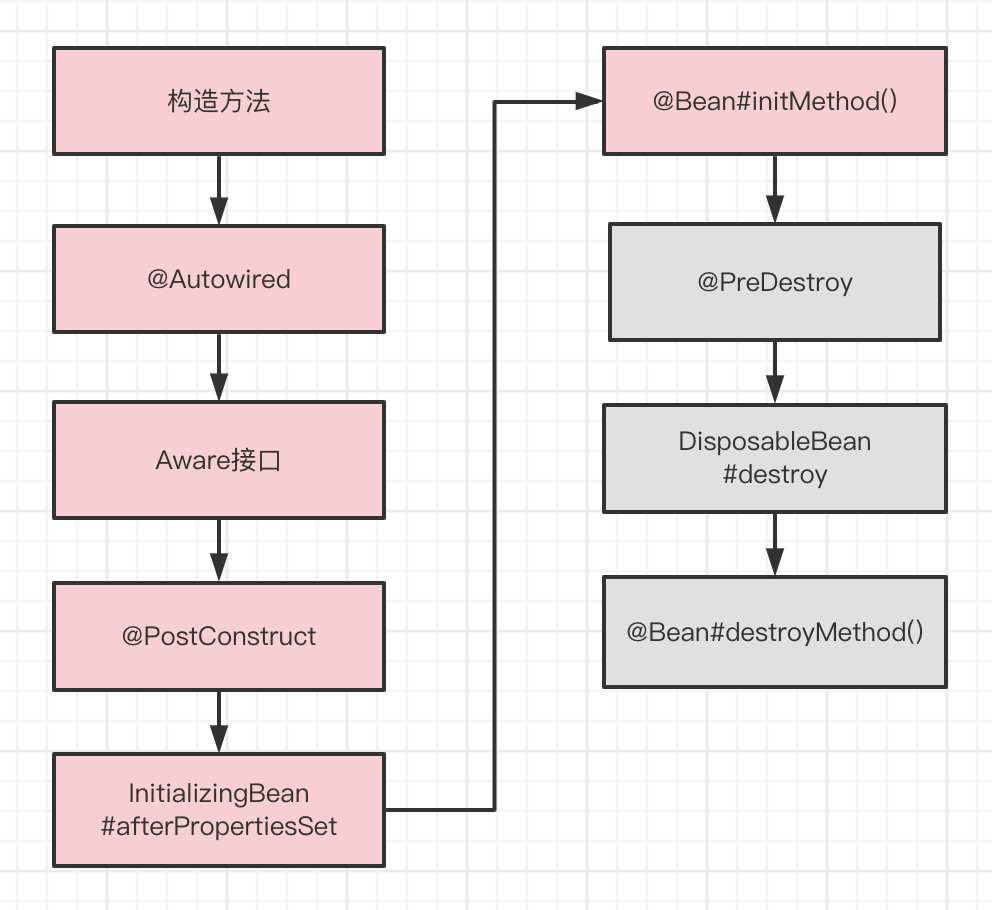 构造方法
@Autowired
Aware接口
@PostConstruct
InitializingBean
#afterPropertiesSet
@Bean#initMethod()
@PreDestroy
DisposableBean
#destroy
@Bean#destroyMethod()